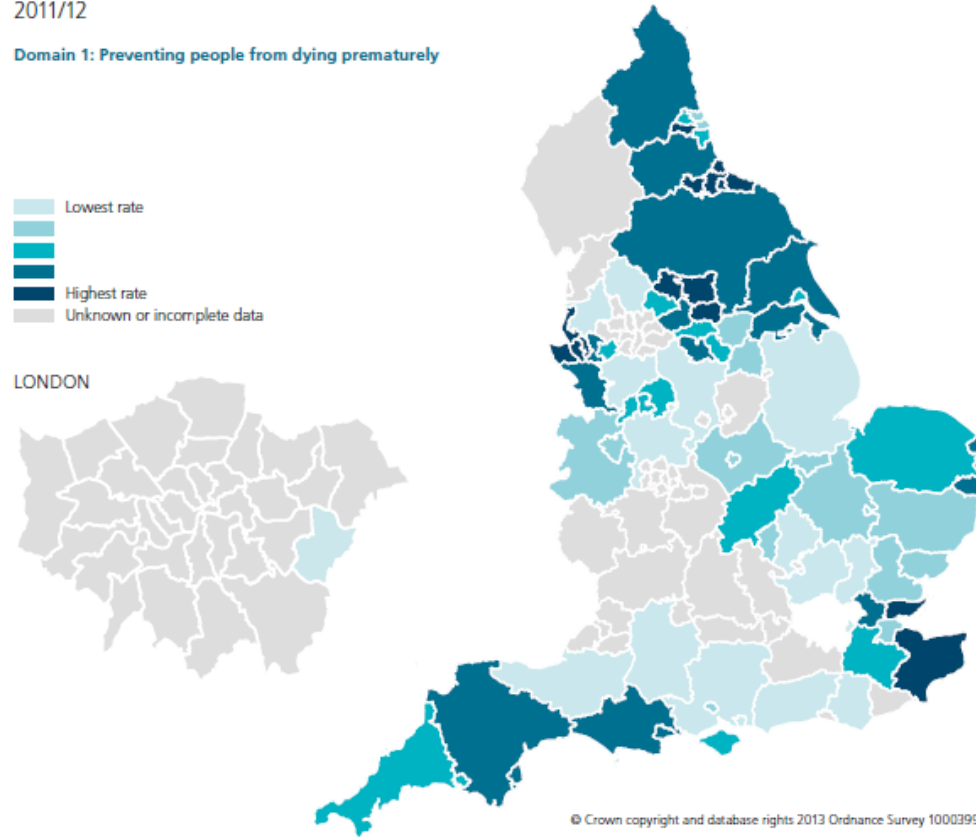 2011/12
Domain 1: Preventing people from dying prematurely
Lowest rate
Highest rate
Unknown or incomplete data
LONDON
© Crown copyright and database rights 2013 Ordnance Survey 1000399